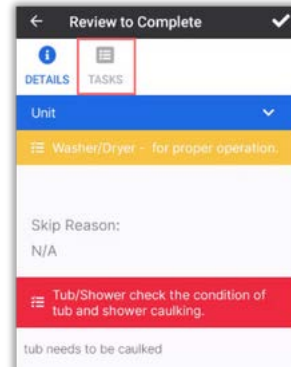 Review to Complete
DETAILS
TASKS
Unit
Washer/Dryer - for proper operation.
Skip Reason:
N/A
Tub/Shower check the condition of
tub and shower caulking.
tub needs to be caulked